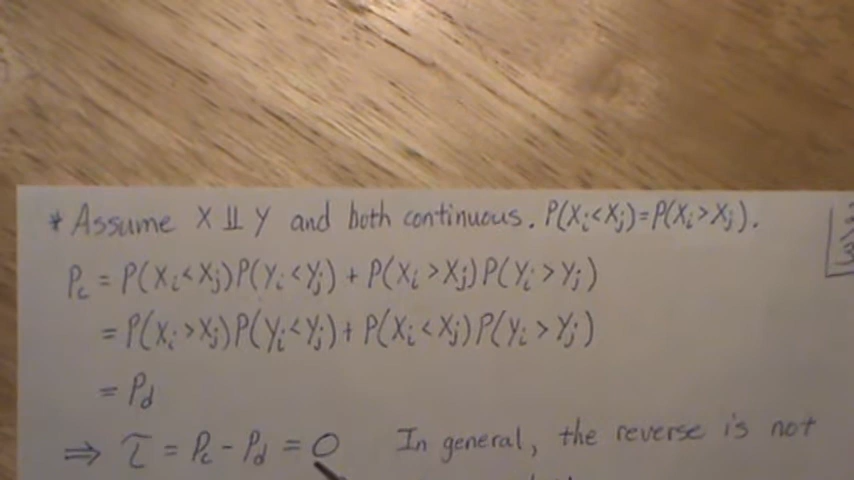 * Assume X ⫫ Y and both continuous. P(Xᵢ<Xⱼ)=P(Xᵢ>Xⱼ).
P_c = P(Xᵢ<Xⱼ)P(Yᵢ<Yⱼ) + P(Xᵢ>Xⱼ)P(Yᵢ>Yⱼ)
= P(Xᵢ>Xⱼ)P(Yᵢ<Yⱼ) + P(Xᵢ<Xⱼ)P(Yᵢ>Yⱼ)
= P_d
⇒ τ = P_c - P_d = 0 In general, the reverse is not